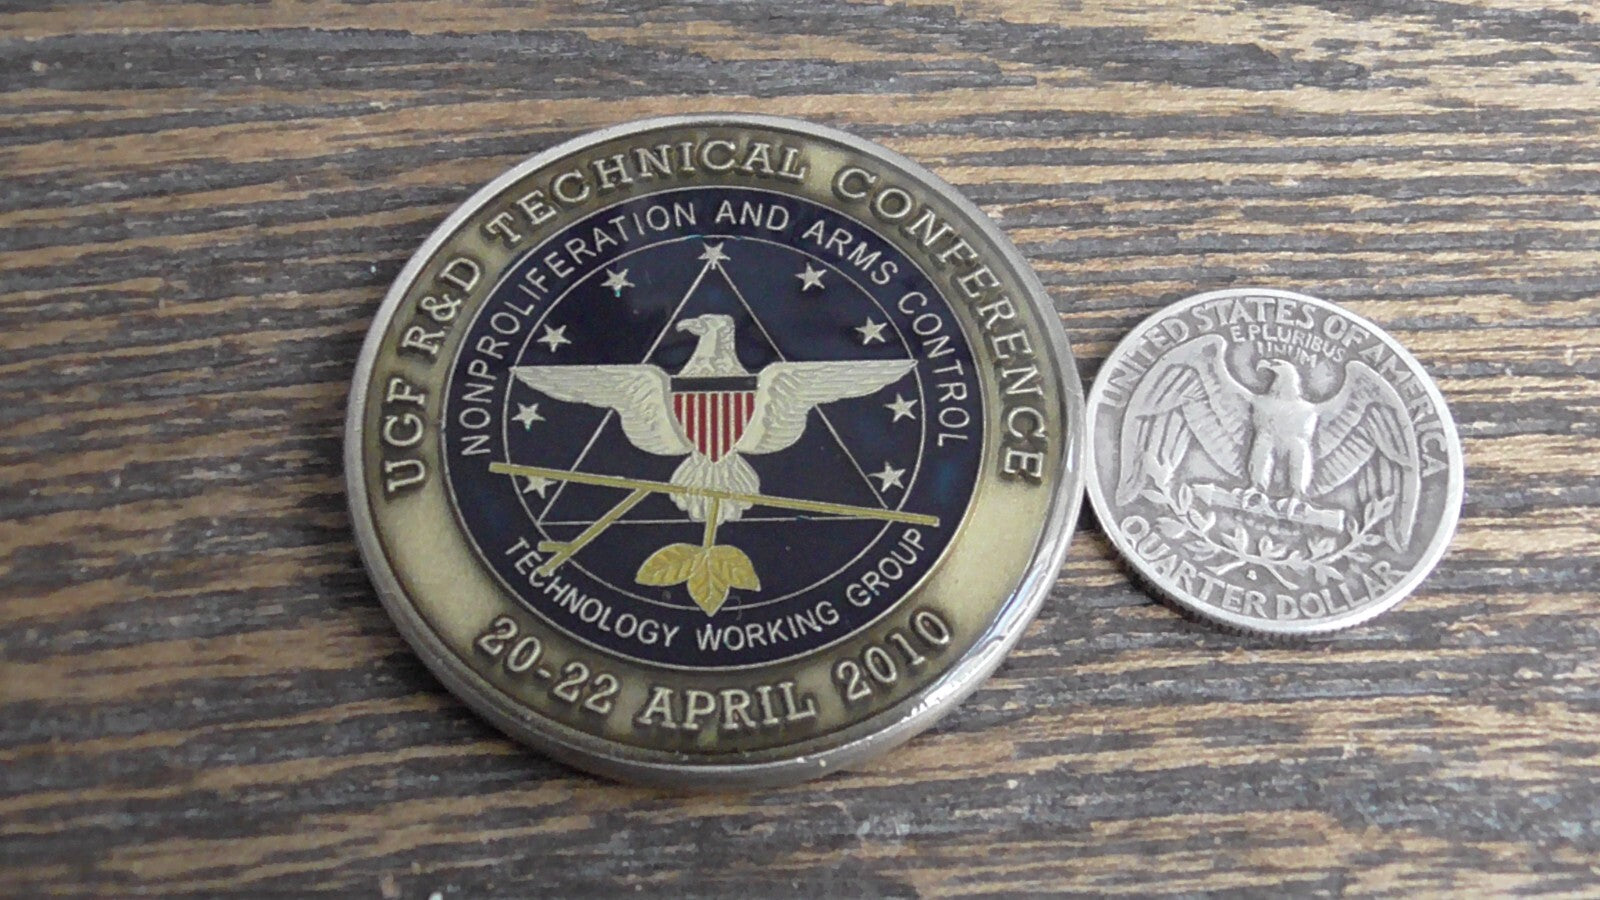 UGF R&D TECHNICAL CONFERENCE
NONPROLIFERATION AND ARMS CONTROL
TECHNOLOGY WORKING GROUP
20-22 APRIL 2010
UNITED STATES OF AMERICA
E PLURIBUS
UNUM
QUARTER DOLLAR